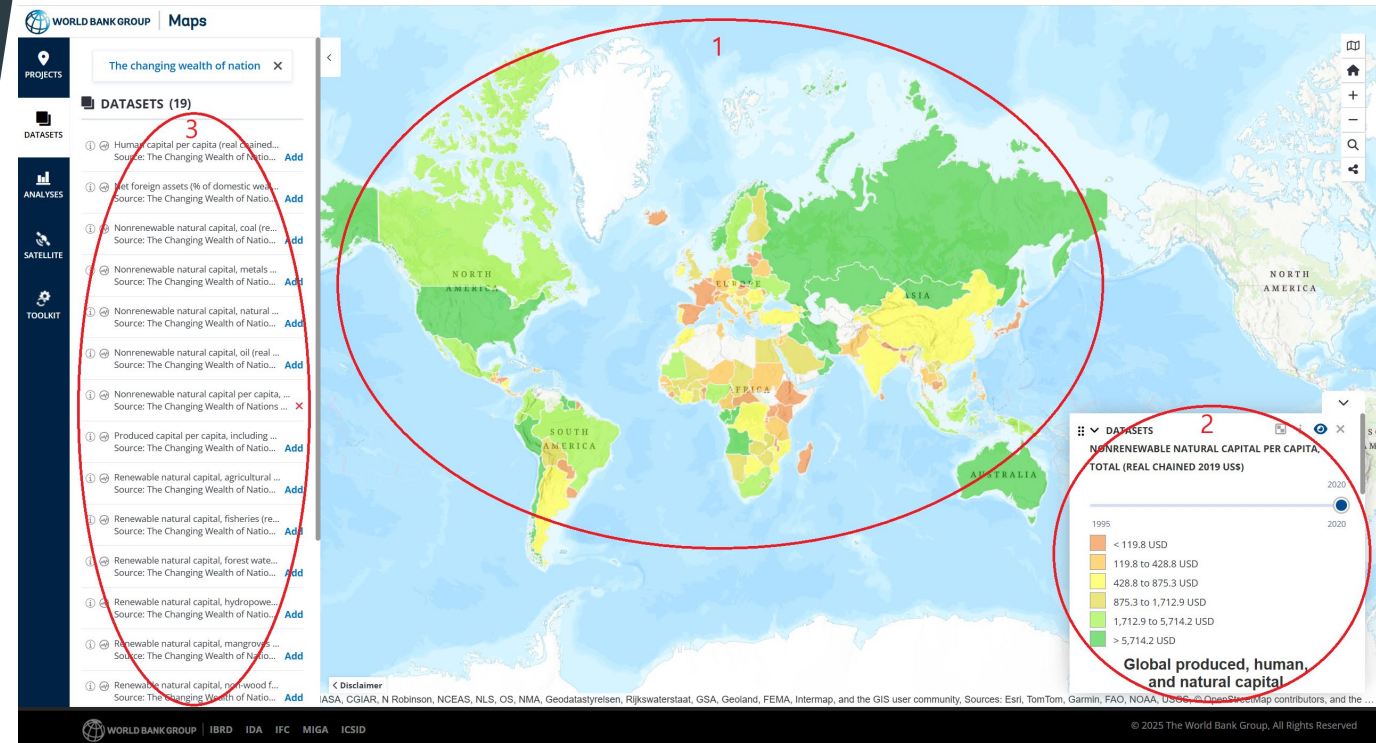 WORLD BANK GROUP Maps
PROJECTS
DATASETS
ANALYSES
SATELLITE
TOOLKIT
The changing wealth of nation
DATASETS (19)
3
Human capital per capita (real chained...
Source: The Changing Wealth of Natio... Add
Net foreign assets (% of domestic wea...
Source: The Changing Wealth of Natio... Add
Nonrenewable natural capital, coal (re...
Source: The Changing Wealth of Natio... Add
Nonrenewable natural capital, metals ...
Source: The Changing Wealth of Natio... Add
Nonrenewable natural capital, natural ...
Source: The Changing Wealth of Natio... Add
Nonrenewable natural capital, oil (real ...
Source: The Changing Wealth of Natio... Add
Nonrenewable natural capital per capita, ...
Source: The Changing Wealth of Nations ...
Produced capital per capita, including ...
Source: The Changing Wealth of Natio... Add
Renewable natural capital, agricultural ...
Source: The Changing Wealth of Natio... Add
Renewable natural capital, fisheries (re...
Source: The Changing Wealth of Natio... Add
Renewable natural capital, forest wate...
Source: The Changing Wealth of Natio... Add
Renewable natural capital, hydropowe...
Source: The Changing Wealth of Natio... Add
Renewable natural capital, mangroves ...
Source: The Changing Wealth of Natio... Add
Renewable natural capital, non-wood f...
Source: The Changing Wealth of Natio... Add
1
NORTH
AMERICA
EUROPE
ASIA
AFRICA
SOUTH
AMERICA
AUSTRALIA
NORTH
AMERICA
2
DATASETS
NONRENEWABLE NATURAL CAPITAL PER CAPITA,
TOTAL (REAL CHAINED 2019 US$)
2020
1995 2020
< 119.8 USD
119.8 to 428.8 USD
428.8 to 875.3 USD
875.3 to 1,712.9 USD
1,712.9 to 5,714.2 USD
> 5,714.2 USD
Global produced, human,
and natural capital
Disclaimer
IASA, CGIAR, N Robinson, NCEAS, NLS, OS, NMA, Geodatastyrelsen, Rijkswaterstaat, GSA, Geoland, FEMA, Intermap, and the GIS user community, Sources: Esri, TomTom, Garmin, FAO, NOAA, USGS, © OpenStreetMap contributors, and the ...
WORLD BANK GROUP IBRD IDA IFC MIGA ICSID
© 2025 The World Bank Group, All Rights Reserved